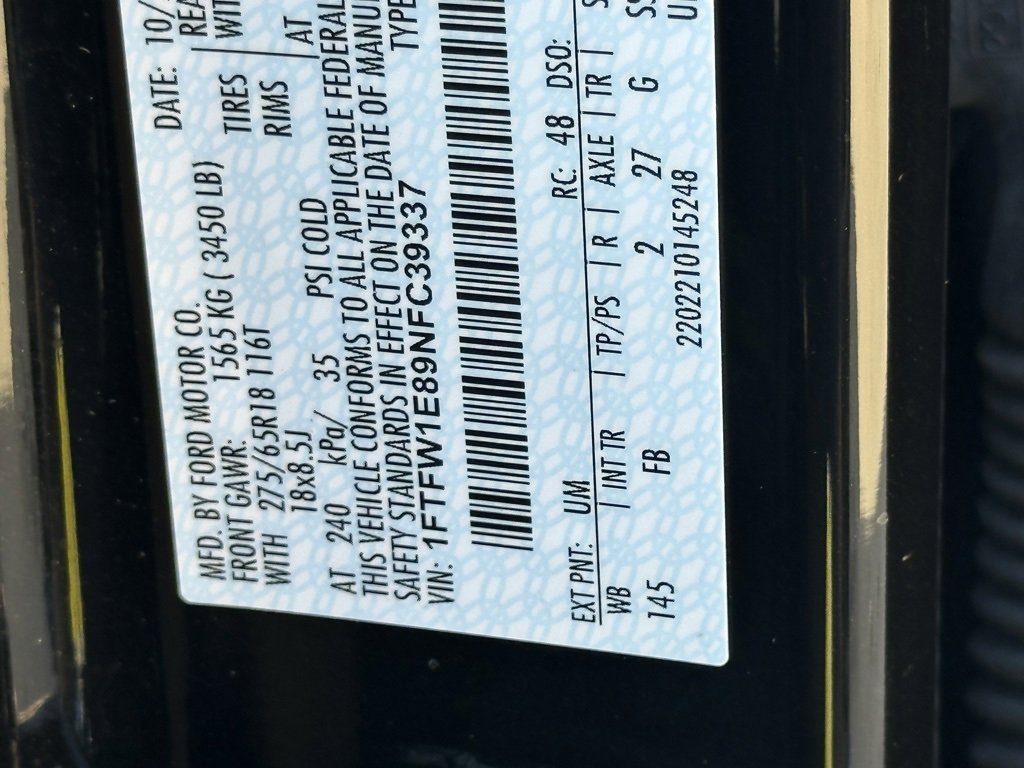 MFD. BY FORD MOTOR CO.
DATE: 10/
FRONT GAWR: 1565 KG ( 3450 LB)
WITH 275/65R18 116T TIRES
18x8.5J RIMS
AT 240 kPa/ 35 PSI COLD AT
THIS VEHICLE CONFORMS TO ALL APPLICABLE FEDERAL
SAFETY STANDARDS IN EFFECT ON THE DATE OF
VIN: 1FTFW1E89NFC39337 TYPE
EXT PNT: UM RC: 48 DSO:
WB | INT TR | TP/PS | R | AXLE | TR |
145 FB 2 27 G
2202210145248